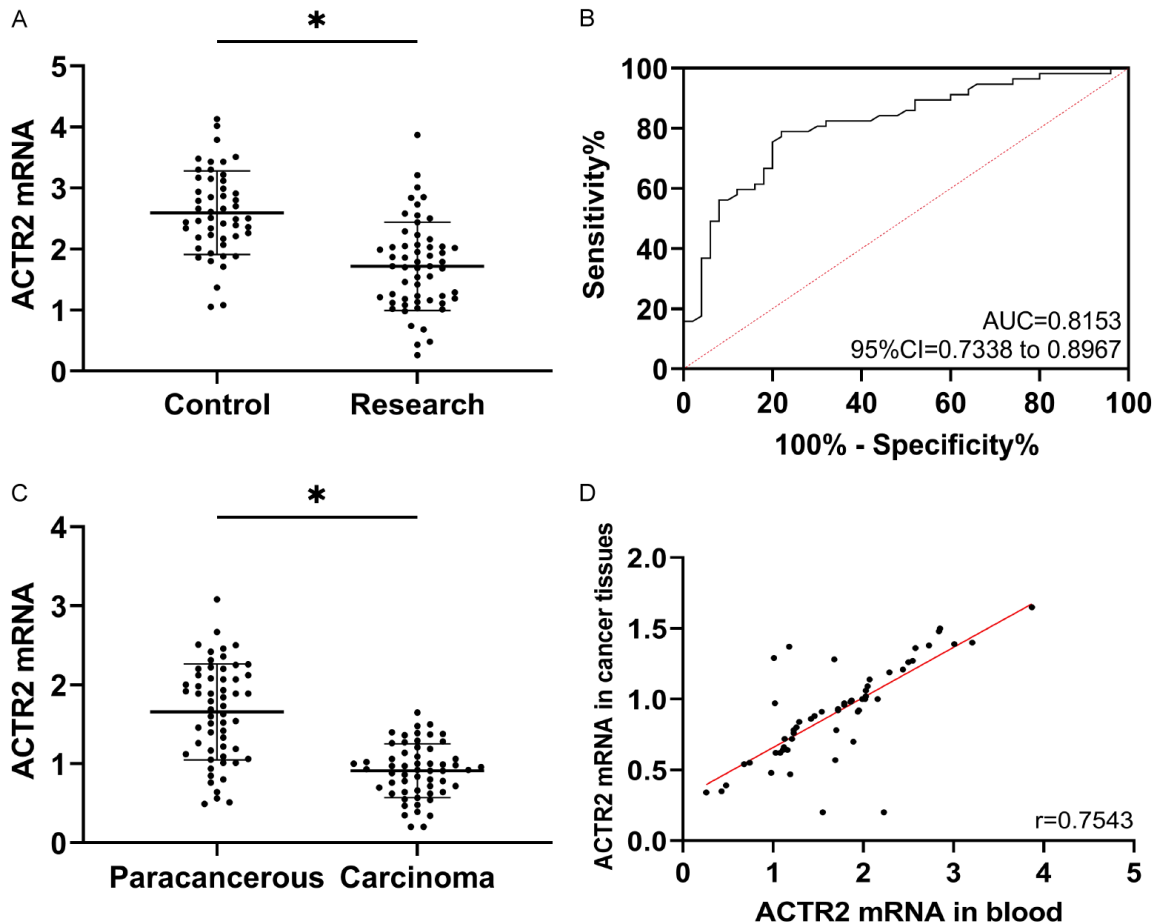 A
*
ACTR2 mRNA
5
4
3
2
1
0
Control Research
B
Sensitivity%
100
80
60
40
20
0
AUC=0.8153
95%CI=0.7338 to 0.8967
0 20 40 60 80 100
100% - Specificity%
C
*
ACTR2 mRNA
4
3
2
1
0
Paracancerous Carcinoma
D
ACTR2 mRNA in cancer tissues
2.0
1.5
1.0
0.5
0.0
r=0.7543
0 1 2 3 4 5
ACTR2 mRNA in blood